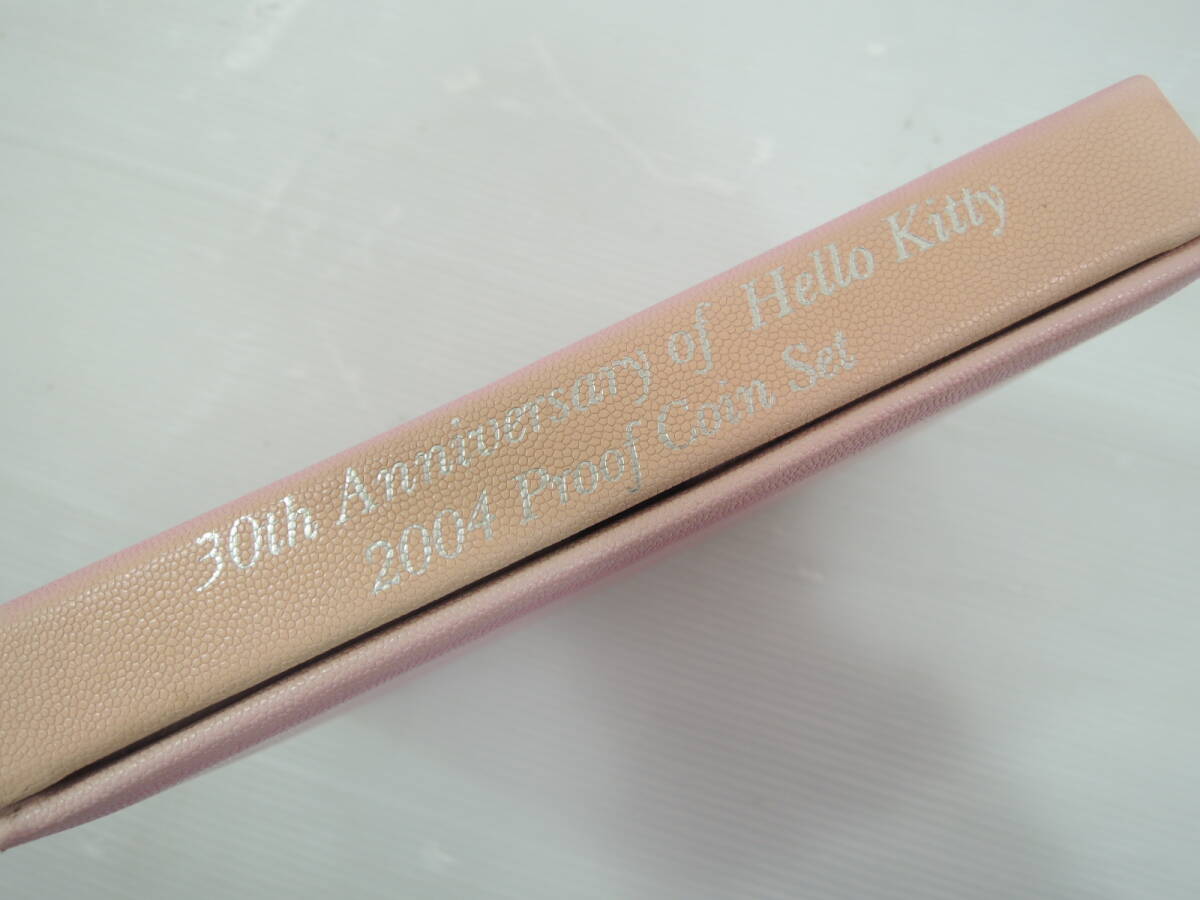 30th Anniversary of Hello Kitty
2004 Proof Coin Set